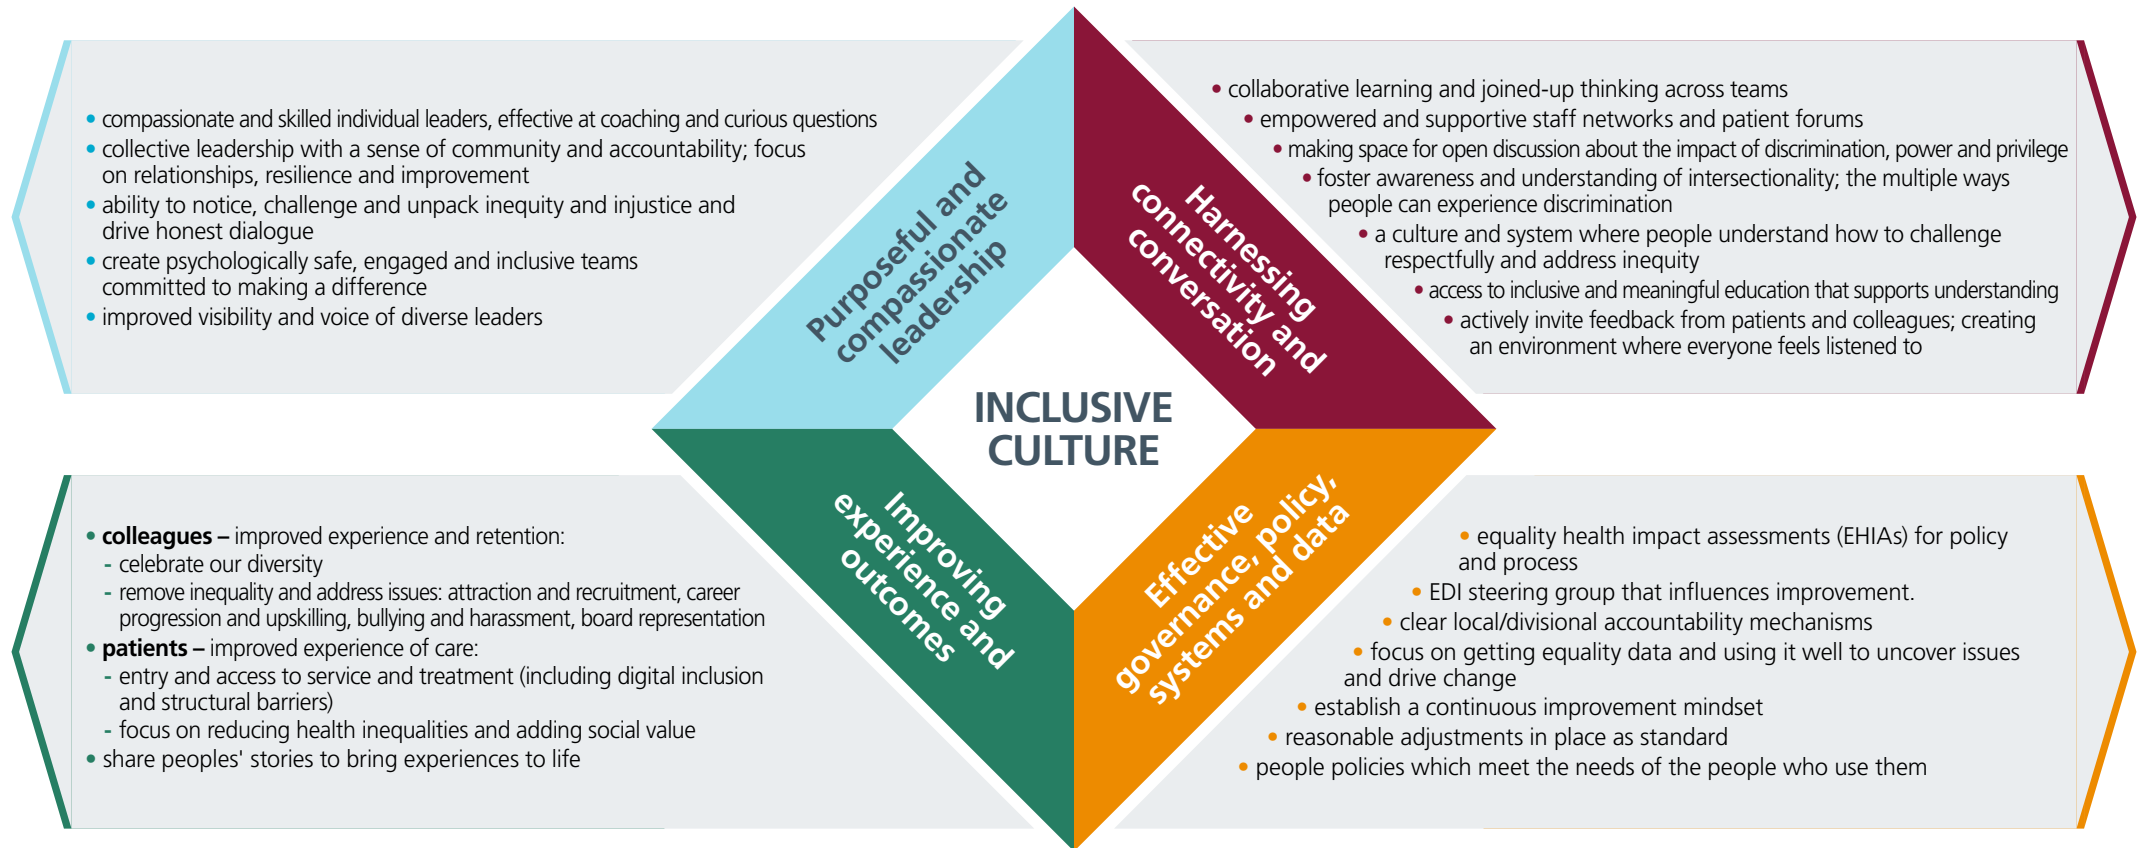 • compassionate and skilled individual leaders, effective at coaching and curious questions
• collective leadership with a sense of community and accountability; focus
on relationships, resilience and improvement
• ability to notice, challenge and unpack inequity and injustice and
drive honest dialogue
• create psychologically safe, engaged and inclusive teams
committed to making a difference
• improved visibility and voice of diverse leaders
Purposeful and
compassionate
leadership
Harnessing
connectivity and
conversation
• collaborative learning and joined-up thinking across teams
• empowered and supportive staff networks and patient forums
• making space for open discussion about the impact of discrimination, power and privilege
• foster awareness and understanding of intersectionality; the multiple ways
people can experience discrimination
• a culture and system where people understand how to challenge
respectfully and address inequity
• access to inclusive and meaningful education that supports understanding
• actively invite feedback from patients and colleagues; creating
an environment where everyone feels listened to
INCLUSIVE
CULTURE
• colleagues – improved experience and retention:
- celebrate our diversity
- remove inequality and address issues: attraction and recruitment, career
progression and upskilling, bullying and harassment, board representation
• patients – improved experience of care:
- entry and access to service and treatment (including digital inclusion
and structural barriers)
- focus on reducing health inequalities and adding social value
• share peoples' stories to bring experiences to life
Improving
experience and
outcomes
Effective
governance, policy,
systems and data
• equality health impact assessments (EHIAs) for policy
and process
• EDI steering group that influences improvement.
• clear local/divisional accountability mechanisms
• focus on getting equality data and using it well to uncover issues
and drive change
• establish a continuous improvement mindset
• reasonable adjustments in place as standard
• people policies which meet the needs of the people who use them